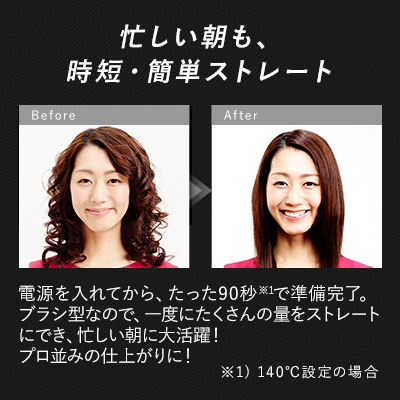 忙しい朝も、
時短・簡単ストレート
Before
After
電源を入れてから、たった90秒※1で準備完了。
ブラシ型なので、一度にたくさんの量をストレート
にでき、忙しい朝に大活躍！
プロ並みの仕上がりに！
※1) 140℃設定の場合